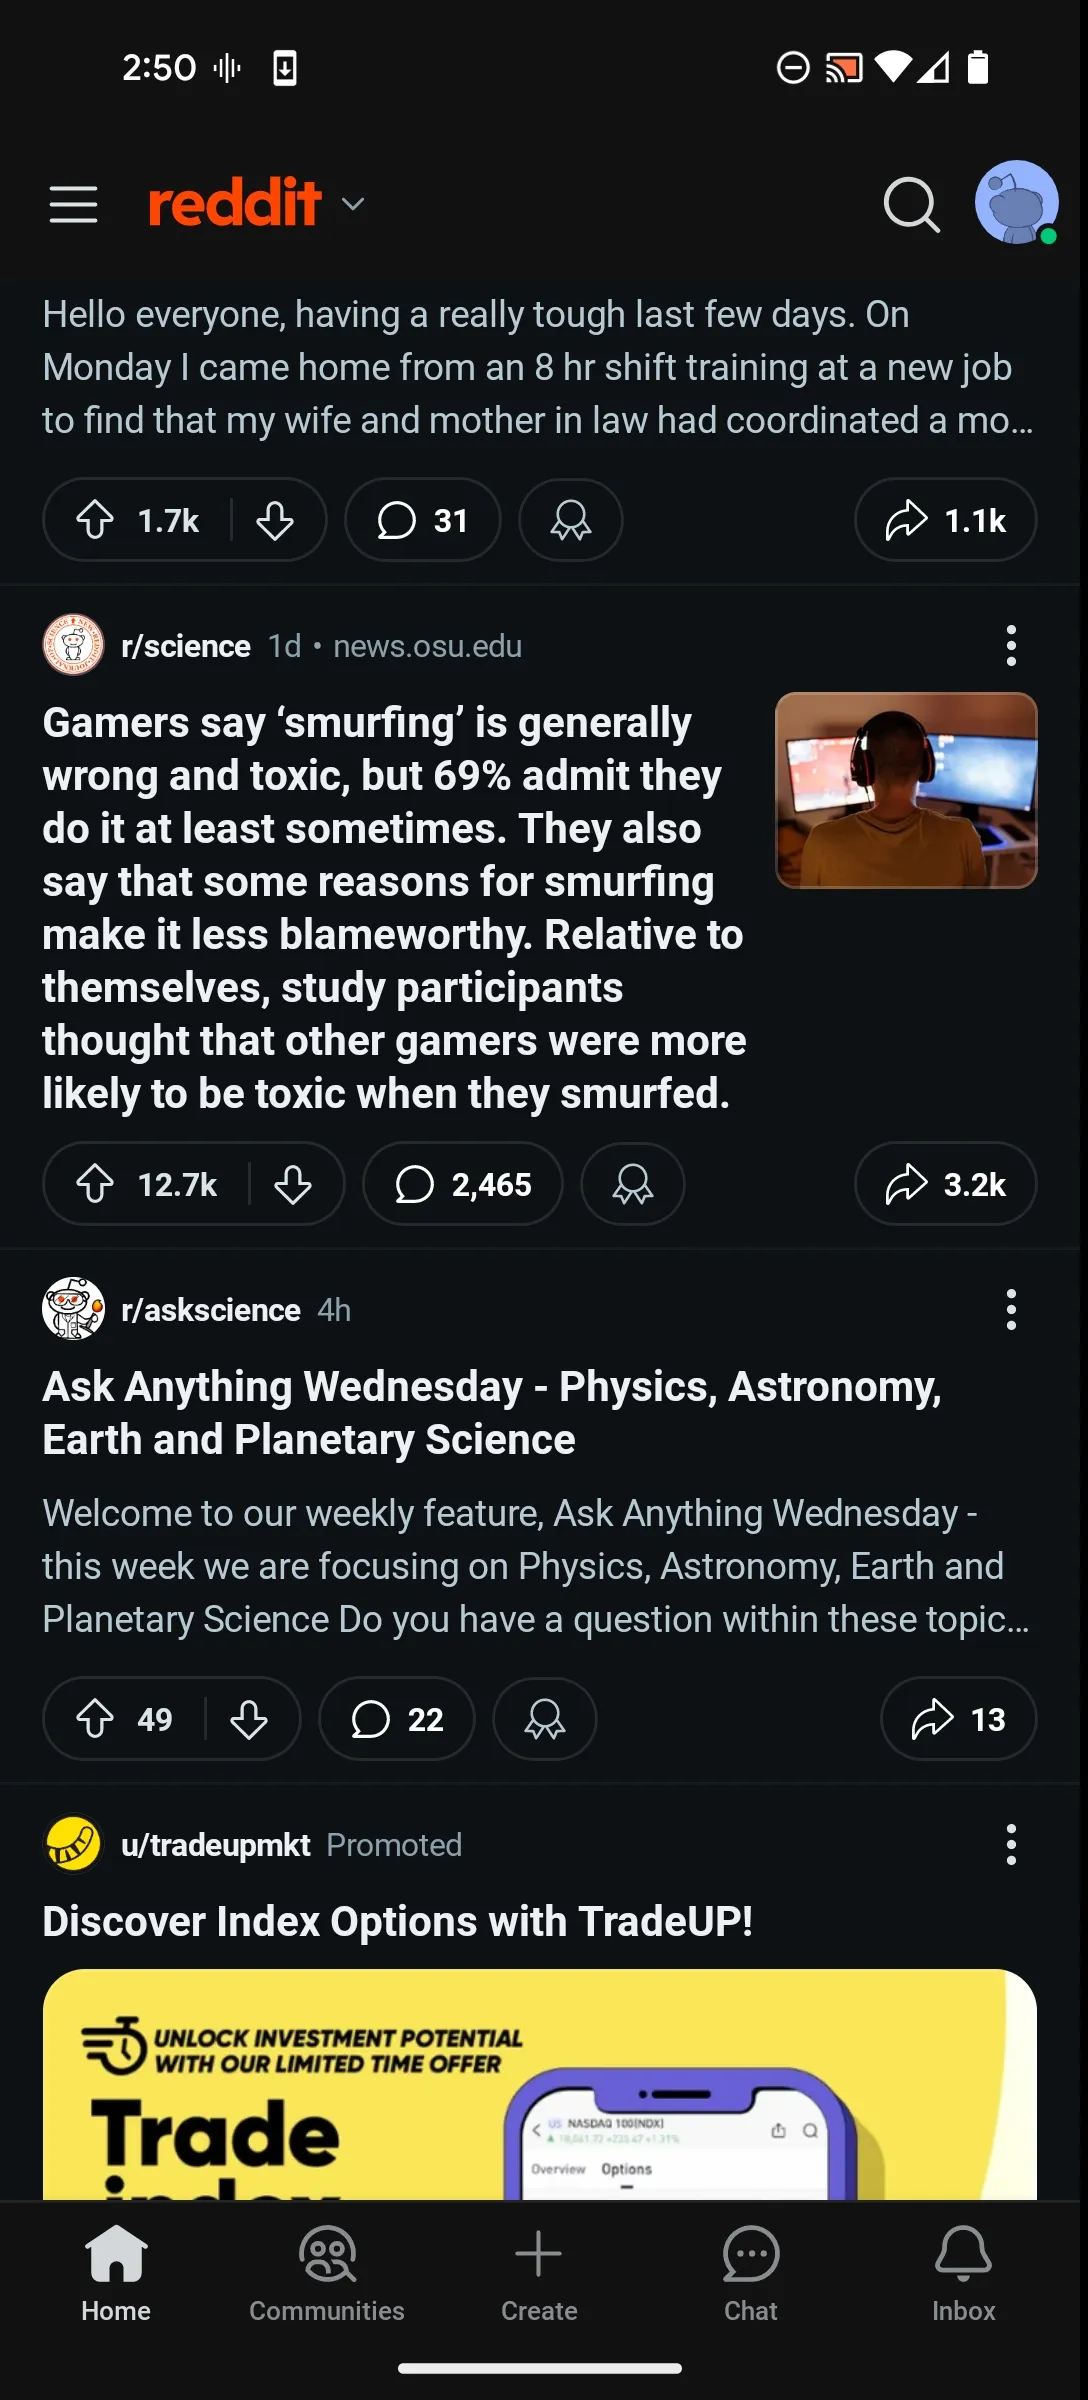 2:50
reddit
Hello everyone, having a really tough last few days. On
Monday I came home from an 8 hr shift training at a new job
to find that my wife and mother in law had coordinated a mo...
1.7k
31
1.1k
r/science 1d • news.osu.edu
Gamers say ‘smurfing’ is generally
wrong and toxic, but 69% admit they
do it at least sometimes. They also
say that some reasons for smurfing
make it less blameworthy. Relative to
themselves, study participants
thought that other gamers were more
likely to be toxic when they smurfed.
12.7k
2,465
3.2k
r/askscience 4h
Ask Anything Wednesday - Physics, Astronomy,
Earth and Planetary Science
Welcome to our weekly feature, Ask Anything Wednesday -
this week we are focusing on Physics, Astronomy, Earth and
Planetary Science Do you have a question within these topic...
49
22
13
u/tradeupmkt Promoted
Discover Index Options with TradeUP!
UNLOCK INVESTMENT POTENTIAL
WITH OUR LIMITED TIME OFFER
Trade
index
US NASDAQ 100(NDX)
Overview Options
Home
Communities
Create
Chat
Inbox